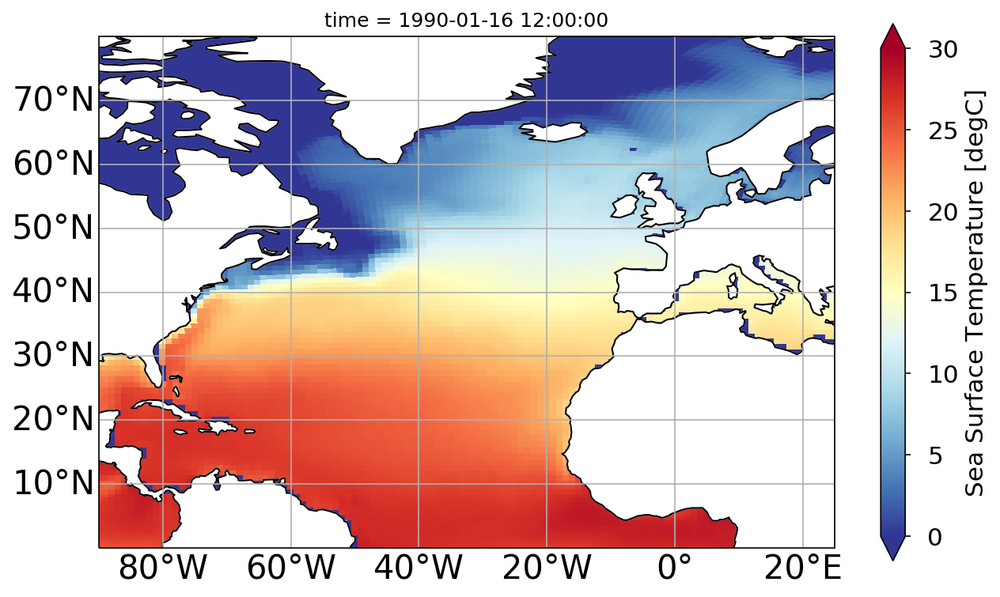 time = 1990-01-16 12:00:00
70°N
60°N
50°N
40°N
30°N
20°N
10°N
80°W 60°W 40°W 20°W 0° 20°E
30
25
20
15
10
5
0
Sea Surface Temperature [degC]